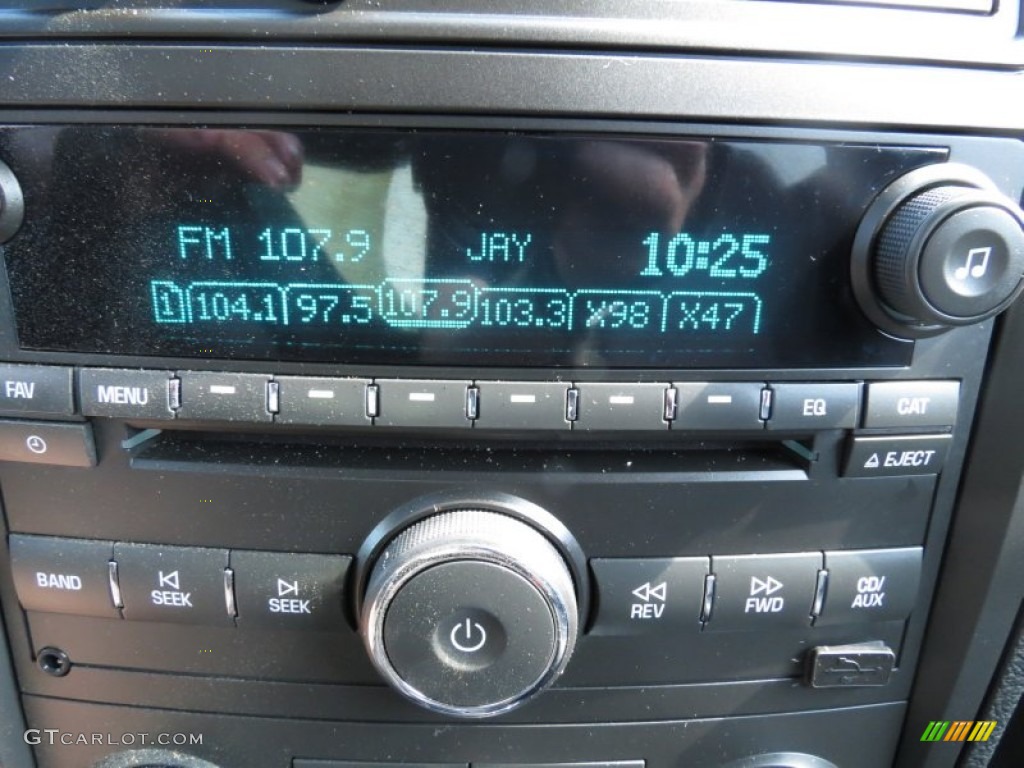 FM 107.9 JAY 10:25
1 104.1 97.5 107.9 103.3 X98 X47
FAV MENU EQ CAT
EJECT
BAND SEEK SEEK REV FWD CD/
AUX
GTCARLOT.COM